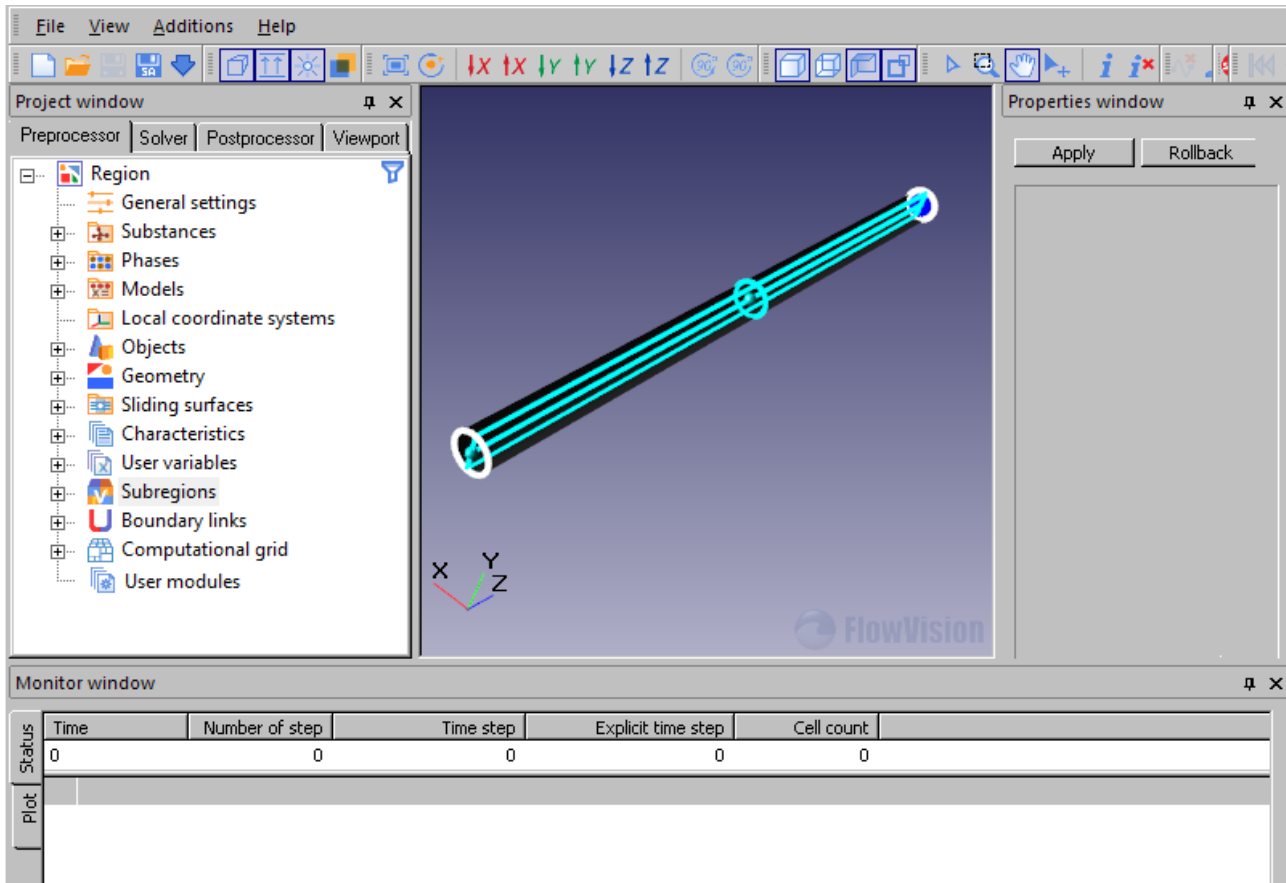 File View Additions Help
SA X X Y Y Z Z 90° 90° i i
Project window
Properties window
Preprocessor Solver Postprocessor Viewport
Apply Rollback
Region
General settings
Substances
Phases
Models
Local coordinate systems
Objects
Geometry
Sliding surfaces
Characteristics
User variables
Subregions
Boundary links
Computational grid
User modules
X Y Z
FlowVision
Monitor window
Status
Plot
Time Number of step Time step Explicit time step Cell count
0 0 0 0 0